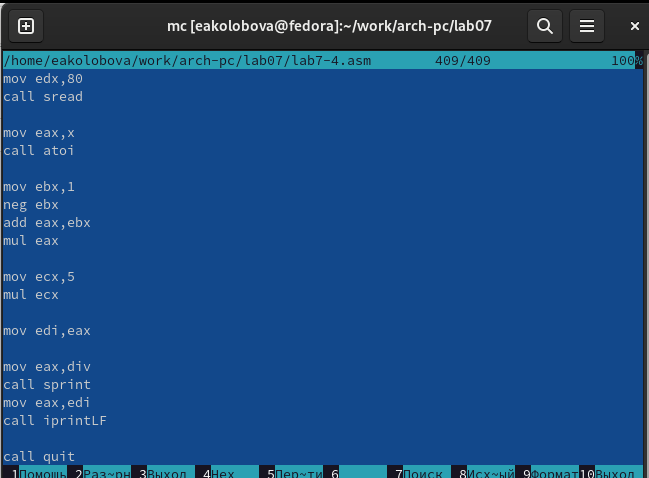 mc [eakolobova@fedora]:~/work/arch-pc/lab07
/home/eakolobova/work/arch-pc/lab07/lab7-4.asm 409/409 100%
mov edx,80
call sread
mov eax,x
call atoi
mov ebx,1
neg ebx
add eax,ebx
mul eax
mov ecx,5
mul ecx
mov edi,eax
mov eax,div
call sprint
mov eax,edi
call iprintLF
call quit
1Помощь 2Раз~рн 3Выход 4Hex 5Пер~ти 6 7Поиск 8Исх~ый 9Формат 10Выход